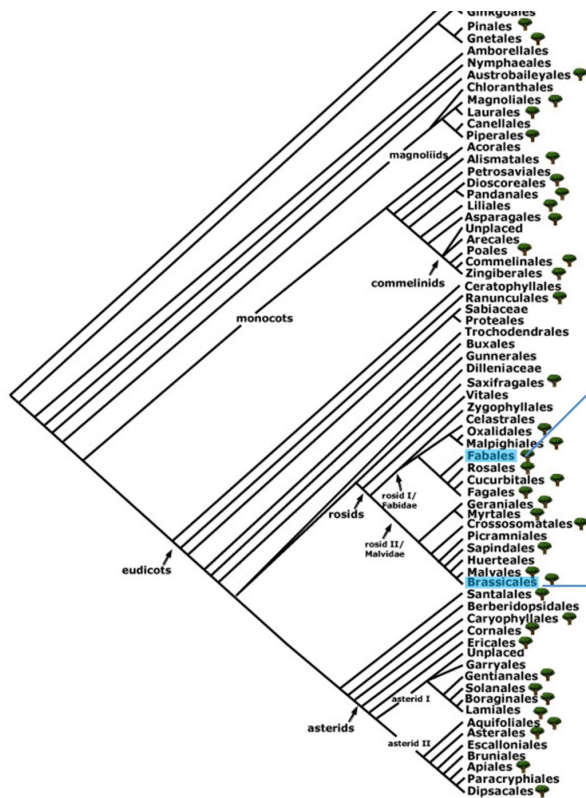 Ginkgoales
Pinales
Gnetales
Amborellales
Nymphaeales
Austrobaileyales
Chloranthales
Magnoliales
Laurales
Canellales
Piperales
magnoliids
Acorales
Alismatales
Petrosaviales
Dioscoreales
Pandanales
Liliales
Asparagales
Unplaced
Arecales
Poales
Commelinales
Zingiberales
commelinids
monocots
Ceratophyllales
Ranunculales
Sabiaceae
Proteales
Trochodendrales
Buxales
Gunnerales
Dilleniaceae
Saxifragales
Vitales
Zygophyllales
Celastrales
Oxalidales
Malpighiales
Fabales
Rosales
Cucurbitales
Fagales
rosid I/
Fabidae
rosids
Geraniales
Myrtales
Crossosomatales
Picramniales
Sapindales
Huerteales
Malvales
Brassicales
rosid II/
Malvidae
eudicots
Santalales
Berberidopsidales
Caryophyllales
Cornales
Ericales
Unplaced
Garryales
Gentianales
Solanales
Boraginales
Lamiales
asterid I
asterids
Aquifoliales
Asterales
Escalloniales
Bruniales
Apiales
Paracryphiales
Dipsacales
asterid II